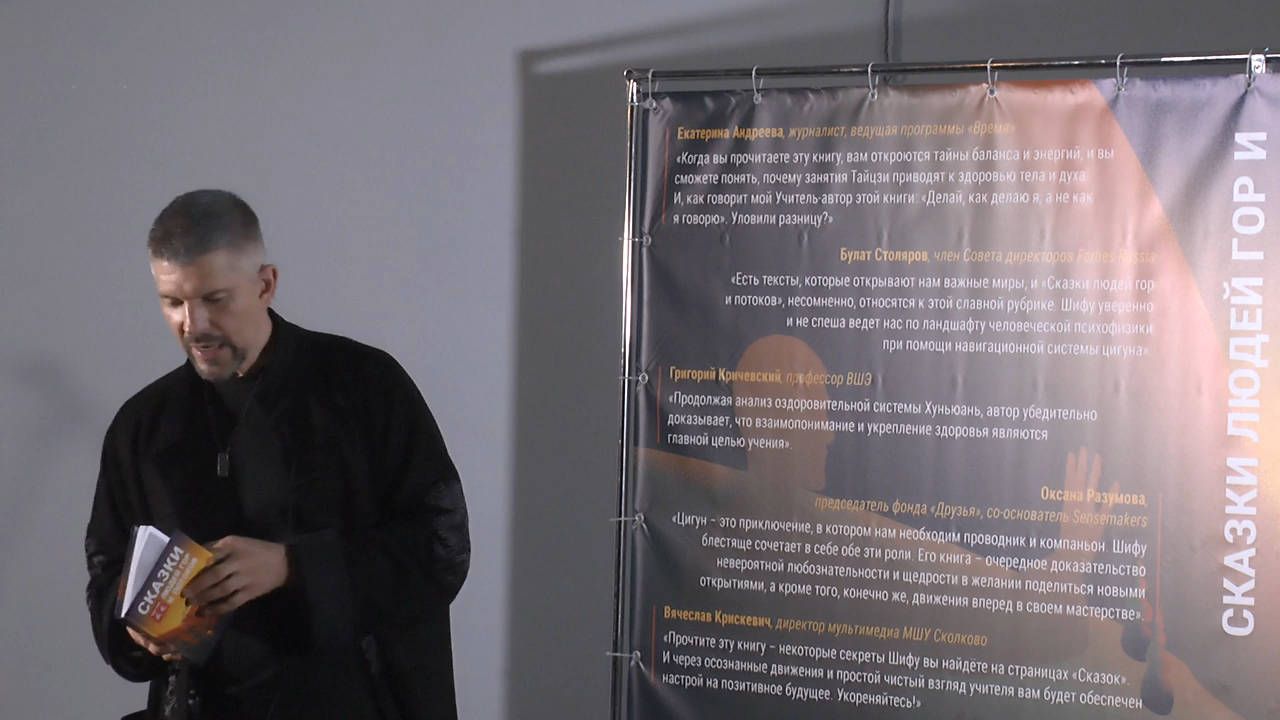 Екатерина Андреева, журналист, ведущая программы «Время»
«Когда вы прочитаете эту книгу, вам откроются тайны баланса и энергий, и вы
сможете понять, почему занятия Тайцзи приводят к здоровью тела и духа.
И, как говорит мой Учитель-автор этой книги: «Делай, как делаю я, а не как
я говорю». Уловили разницу?»
Булат Столяров, член Совета директоров Forbes Russia
«Есть тексты, которые открывают нам важные миры, и «Сказки людей гор
и потоков», несомненно, относятся к этой славной рубрике. Шифу уверенно
и не спеша ведет нас по ландшафту человеческой психофизики
при помощи навигационной системы цигуна»
Григорий Кричевский, профессор ВШЭ
«Продолжая анализ оздоровительной системы Хуньюань, автор убедительно
доказывает, что взаимопонимание и укрепление здоровья являются
главной целью учения».
Оксана Разумова,
председатель фонда «Друзья», со-основатель Sensemakers
«Цигун – это приключение, в котором нам необходим проводник и компаньон. Шифу
блестяще сочетает в себе обе эти роли. Его книга – очередное доказательство
невероятной любознательности и щедрости в желании поделиться новыми
открытиями, а кроме того, конечно же, движения вперед в своем мастерстве».
Вячеслав Крискевич, директор мультимедиа МШУ Сколково
«Прочтите эту книгу – некоторые секреты Шифу вы найдёте на страницах «Сказок».
И через осознанные движения и простой чистый взгляд учителя вам будет обеспечен
настрой на позитивное будущее. Укореняйтесь!»
СКАЗКИ ЛЮДЕЙ ГОР И
СКАЗКИ